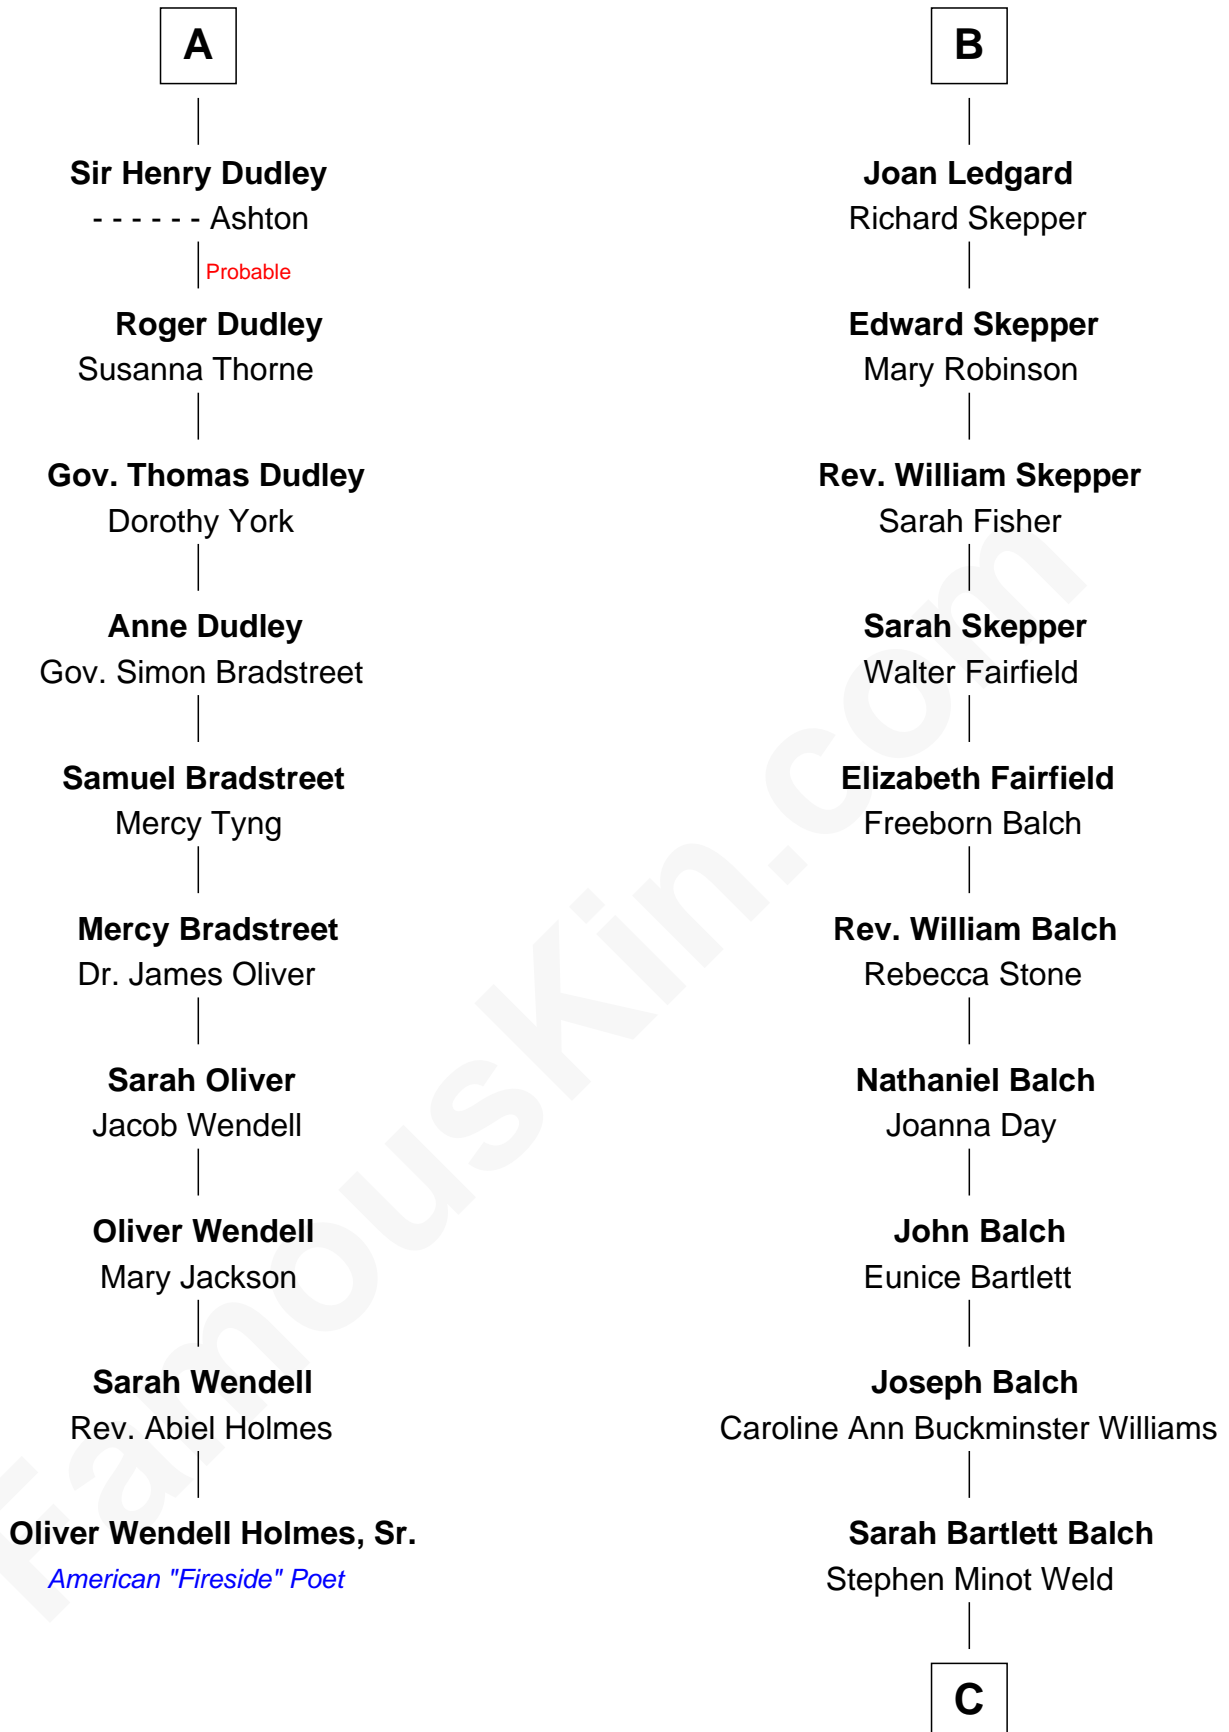 A
Sir Henry Dudley
- - - - - - Ashton
Probable
Roger Dudley
Susanna Thorne
Gov. Thomas Dudley
Dorothy York
Anne Dudley
Gov. Simon Bradstreet
Samuel Bradstreet
Mercy Tyng
Mercy Bradstreet
Dr. James Oliver
Sarah Oliver
Jacob Wendell
Oliver Wendell
Mary Jackson
Sarah Wendell
Rev. Abiel Holmes
Oliver Wendell Holmes, Sr.
American "Fireside" Poet
B
Joan Ledgard
Richard Skepper
Edward Skepper
Mary Robinson
Rev. William Skepper
Sarah Fisher
Sarah Skepper
Walter Fairfield
Elizabeth Fairfield
Freeborn Balch
Rev. William Balch
Rebecca Stone
Nathaniel Balch
Joanna Day
John Balch
Eunice Bartlett
Joseph Balch
Caroline Ann Buckminster Williams
Sarah Bartlett Balch
Stephen Minot Weld
C
FamousKin.com